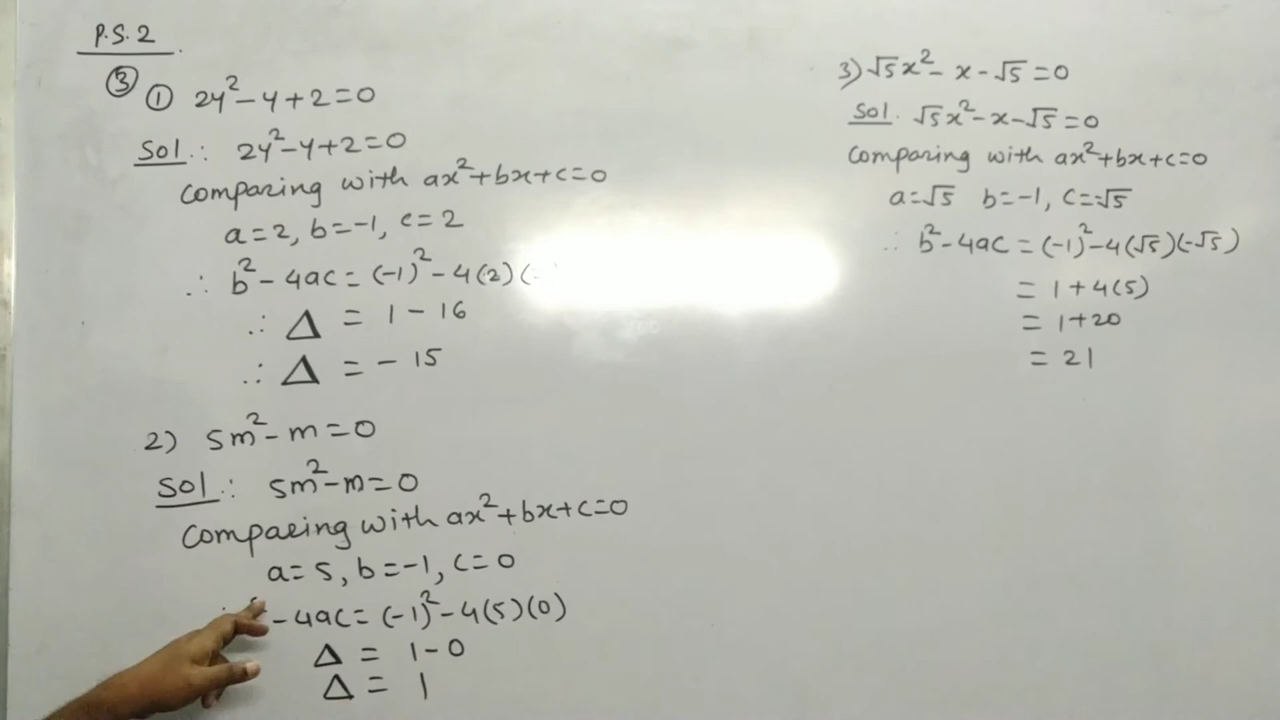 P.S.2
③ ① 2y²-y+2=0
Sol.: 2y²-y+2=0
Comparing with ax²+bx+c=0
a=2, b=-1, c=2
∴ b²-4ac = (-1)²-4(2)(
∴ Δ = 1-16
∴ Δ = -15
2) 5m²-m=0
Sol.: 5m²-m=0
Comparing with ax²+bx+c=0
a=5, b=-1, c=0
-4ac = (-1)²-4(5)(0)
Δ = 1-0
Δ = 1
3) √5x²-x-√5=0
Sol. √5x²-x-√5=0
Comparing with ax²+bx+c=0
a=√5 b=-1, c=-√5
∴ b²-4ac = (-1)²-4(√5)(-√5)
= 1+4(5)
= 1+20
= 21